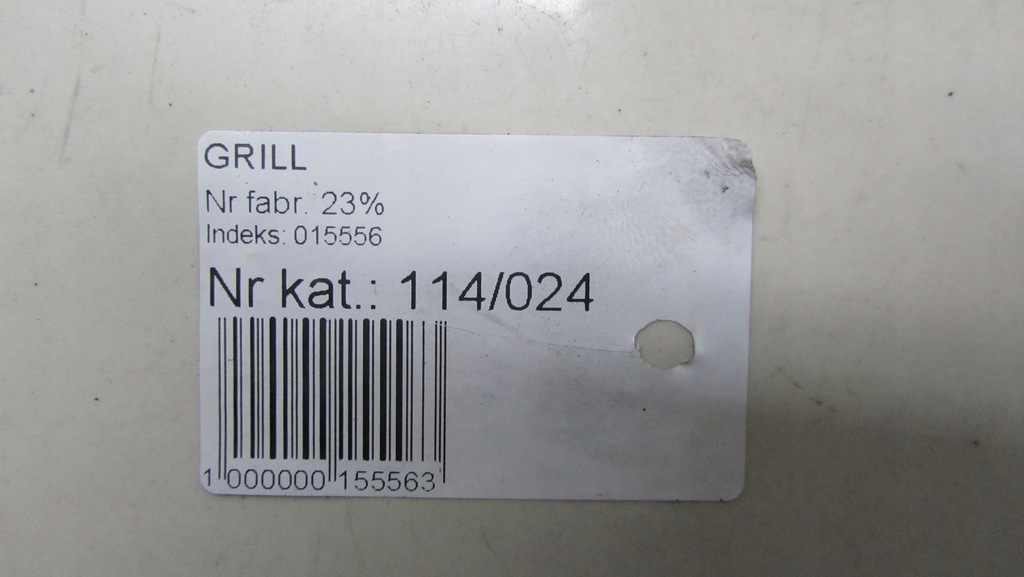 GRILL
Nr fabr. 23%
Indeks: 015556
Nr kat.: 114/024
1 000000 155563